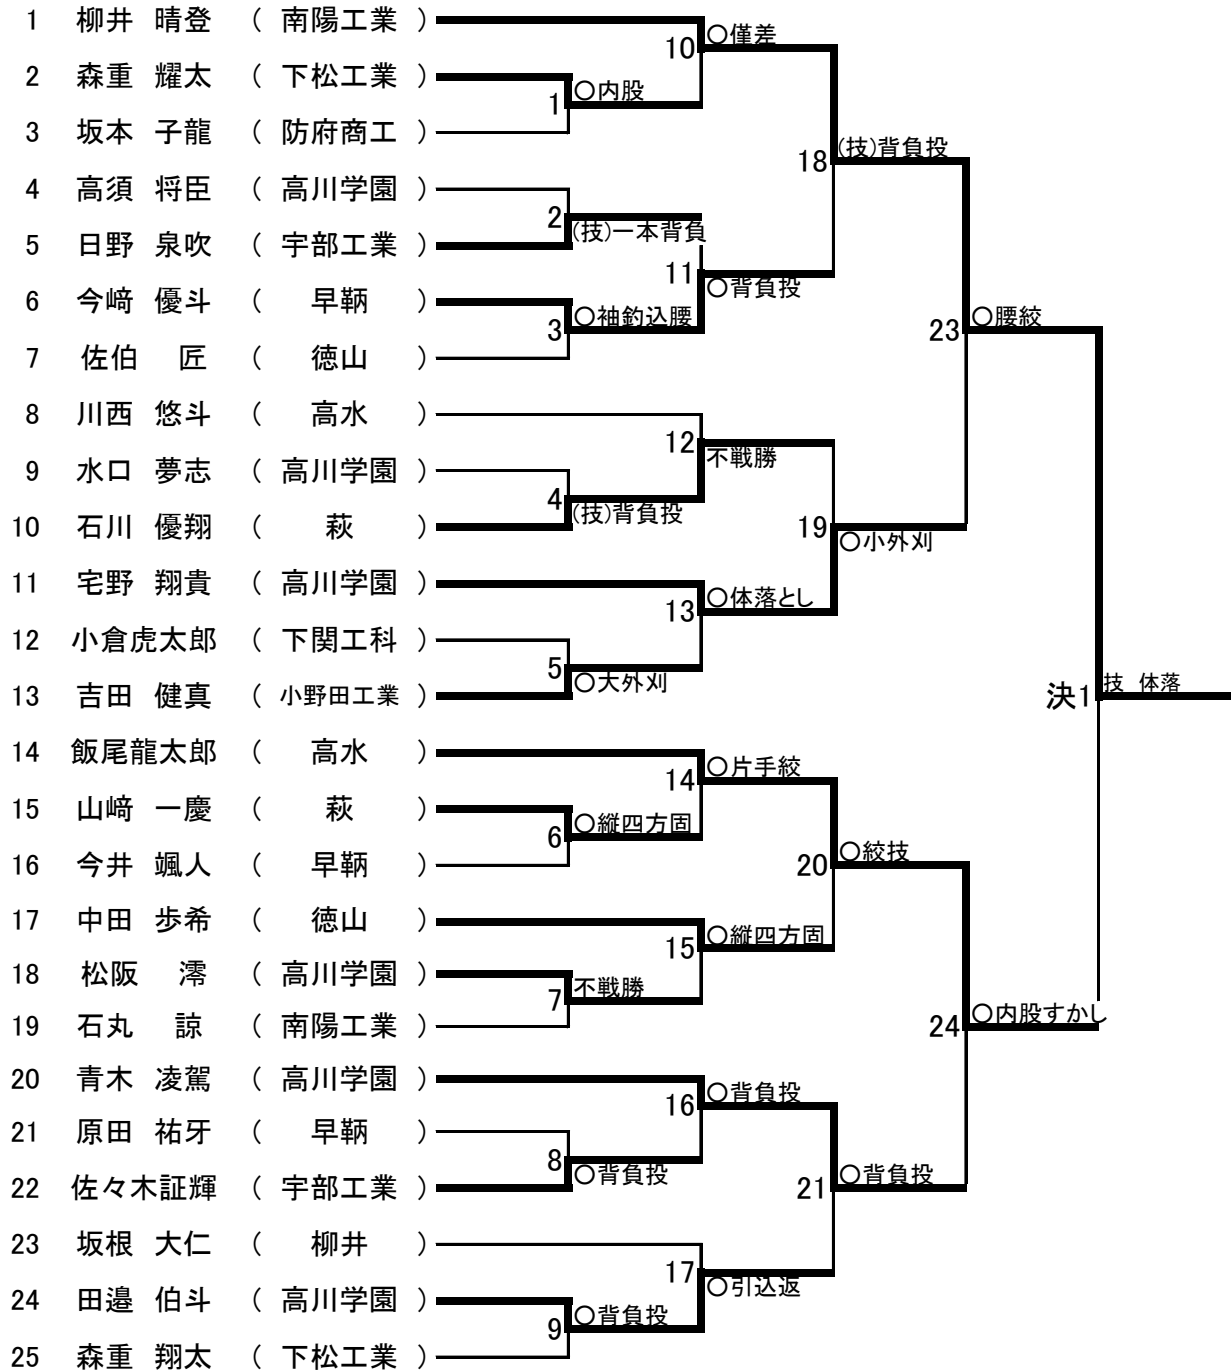 1 柳井 晴登 ( 南陽工業 )
2 森重 耀太 ( 下松工業 )
3 坂本 子龍 ( 防府商工 )
4 高須 将臣 ( 高川学園 )
5 日野 泉吹 ( 宇部工業 )
6 今﨑 優斗 ( 早鞆 )
7 佐伯 匠 ( 徳山 )
8 川西 悠斗 ( 高水 )
9 水口 夢志 ( 高川学園 )
10 石川 優翔 ( 萩 )
11 宅野 翔貴 ( 高川学園 )
12 小倉虎太郎 ( 下関工科 )
13 吉田 健真 ( 小野田工業 )
14 飯尾龍太郎 ( 高水 )
15 山﨑 一慶 ( 萩 )
16 今井 颯人 ( 早鞆 )
17 中田 歩希 ( 徳山 )
18 松阪 澪 ( 高川学園 )
19 石丸 諒 ( 南陽工業 )
20 青木 凌駕 ( 高川学園 )
21 原田 祐牙 ( 早鞆 )
22 佐々木証輝 ( 宇部工業 )
23 坂根 大仁 ( 柳井 )
24 田邉 伯斗 ( 高川学園 )
25 森重 翔太 ( 下松工業 )
1 ○内股
2 (技)一本背負
3 ○袖釣込腰
4 (技)背負投
5 ○大外刈
6 ○縦四方固
7 不戦勝
8 ○背負投
9 ○背負投
10 ○僅差
11 ○背負投
12 不戦勝
13 ○体落とし
14 ○片手絞
15 ○縦四方固
16 ○背負投
17 ○引込返
18 (技)背負投
19 ○小外刈
20 ○絞技
21 ○背負投
23 ○腰絞
24 ○内股すかし
決1 技 体落